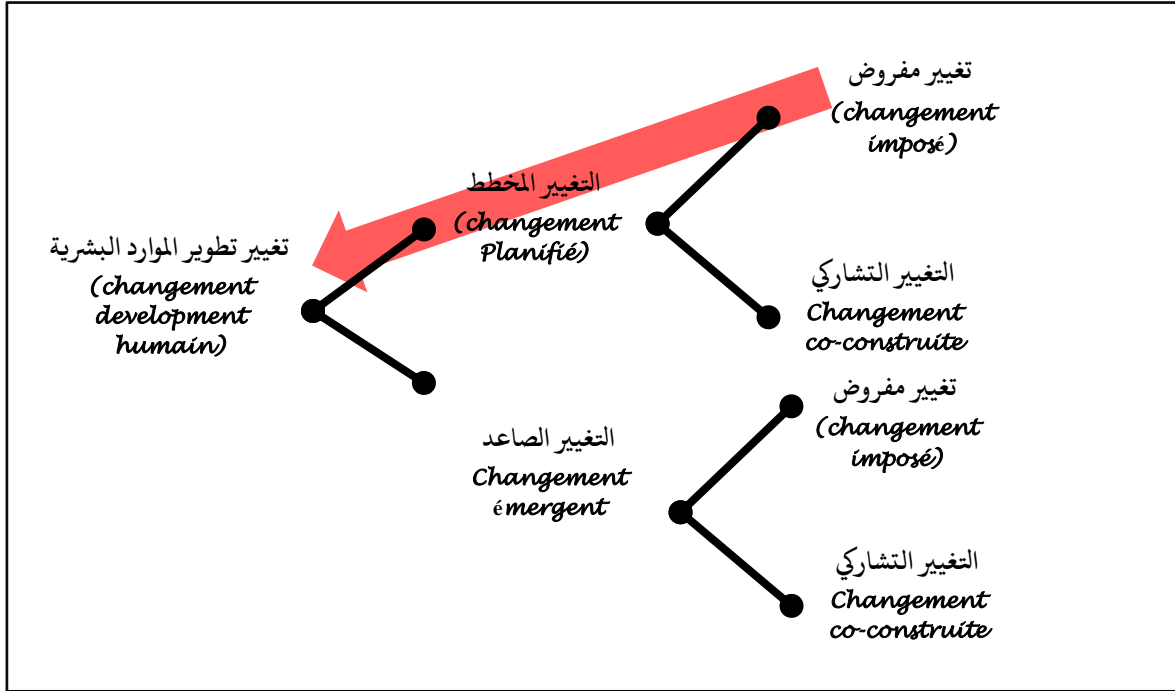 تغيير مفروض
(changement
imposé)
التغيير المخطط
(changement
Planifié)
تغيير تطوير الموارد البشرية
(changement
development
humain)
التغيير التشاركي
Changement
co-construite
تغيير مفروض
(changement
imposé)
التغيير الصاعد
Changement
émergent
التغيير التشاركي
Changement
co-construite